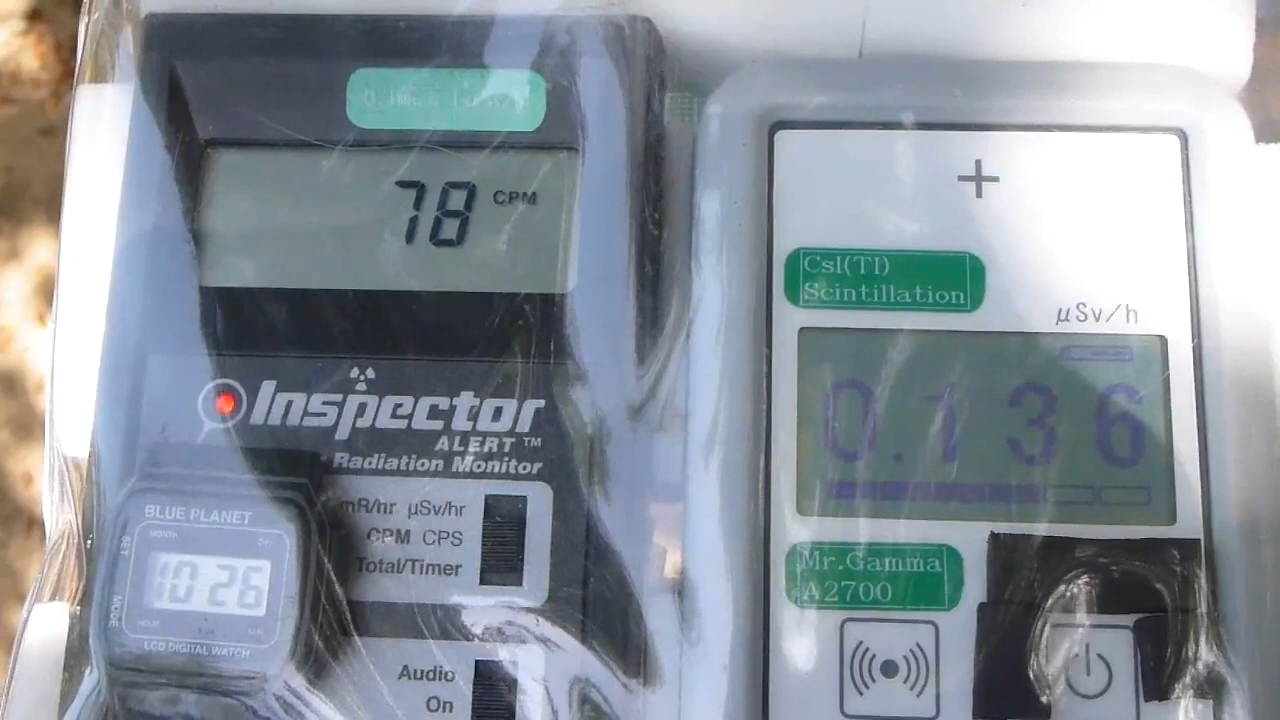 78 CPM
Inspector
ALERT™
Radiation Monitor
mR/hr µSv/hr
CPM CPS
Total/Timer
Audio
On
BLUE PLANET
MONTH
SET
10:26
MODE
HOUR
LCD DIGITAL WATCH
+
CsI(TI)
Scintillation
µSv/h
0.136
Mr.Gamma
A2700